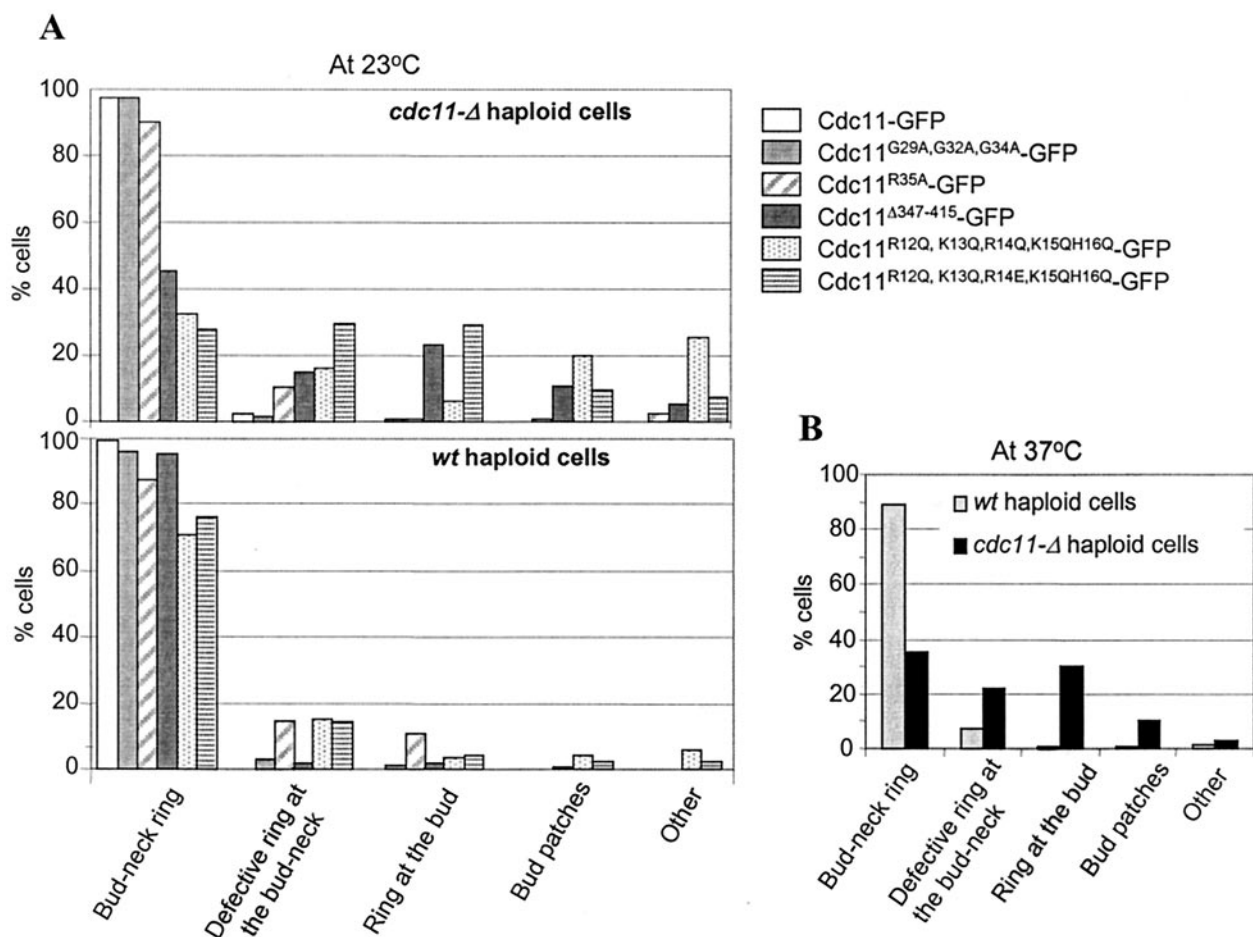 A
At 23°C
cdc11-Δ haploid cells
100
80
60
40
20
0
% cells
Cdc11-GFP
Cdc11G29A,G32A,G34A-GFP
Cdc11R35A-GFP
Cdc11Δ347-415-GFP
Cdc11R12Q, K13Q,R14Q,K15QH16Q-GFP
Cdc11R12Q, K13Q,R14E,K15QH16Q-GFP
wt haploid cells
100
80
60
40
20
0
% cells
Bud-neck ring
Defective ring at
the bud-neck
Ring at the bud
Bud patches
Other
B
At 37°C
wt haploid cells
cdc11-Δ haploid cells
100
80
60
40
20
0
% cells
Bud-neck ring
Defective ring at
the bud-neck
Ring at the bud
Bud patches
Other